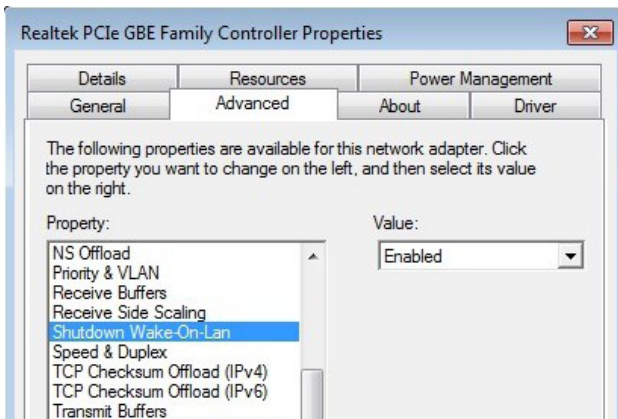 Realtek PCIe GBE Family Controller Properties
Details Resources Power Management
General Advanced About Driver
The following properties are available for this network adapter. Click
the property you want to change on the left, and then select its value
on the right.
Property:
Value:
NS Offload
Enabled
Priority & VLAN
Receive Buffers
Receive Side Scaling
Shutdown Wake-On-Lan
Speed & Duplex
TCP Checksum Offload (IPv4)
TCP Checksum Offload (IPv6)
Transmit Buffers